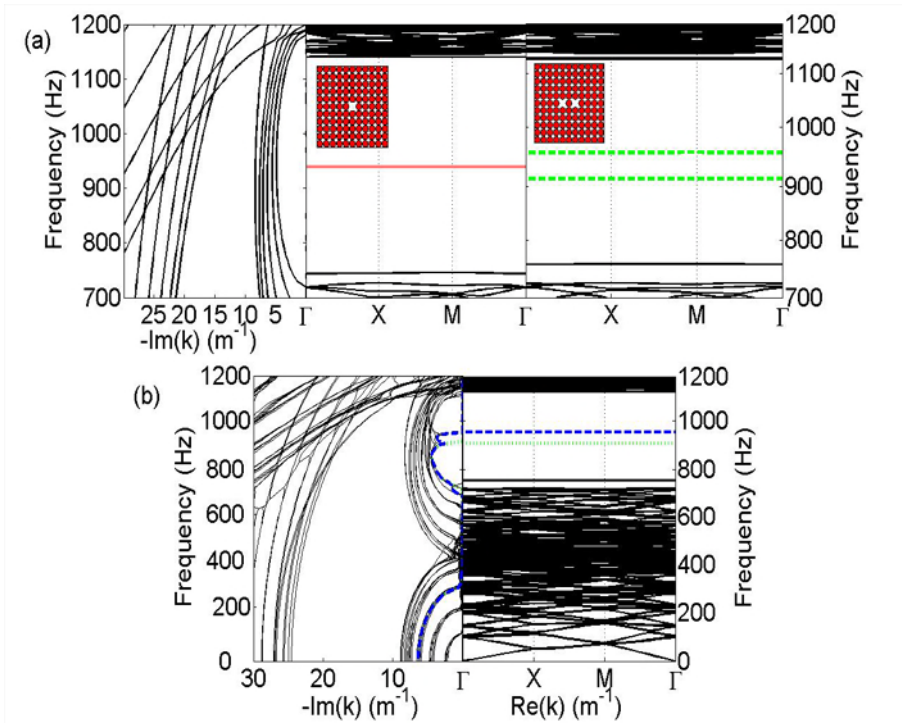 (a)
Frequency (Hz)
1200
1100
1000
900
800
700
25 20 15 10 5 Γ X M Γ X M Γ
-Im(k) (m⁻¹)
1200
1100
1000
900
800
700
Frequency (Hz)
(b)
Frequency (Hz)
1200
1000
800
600
400
200
0
30 20 10 Γ X M Γ
-Im(k) (m⁻¹) Re(k) (m⁻¹)
1200
1000
800
600
400
200
0
Frequency (Hz)